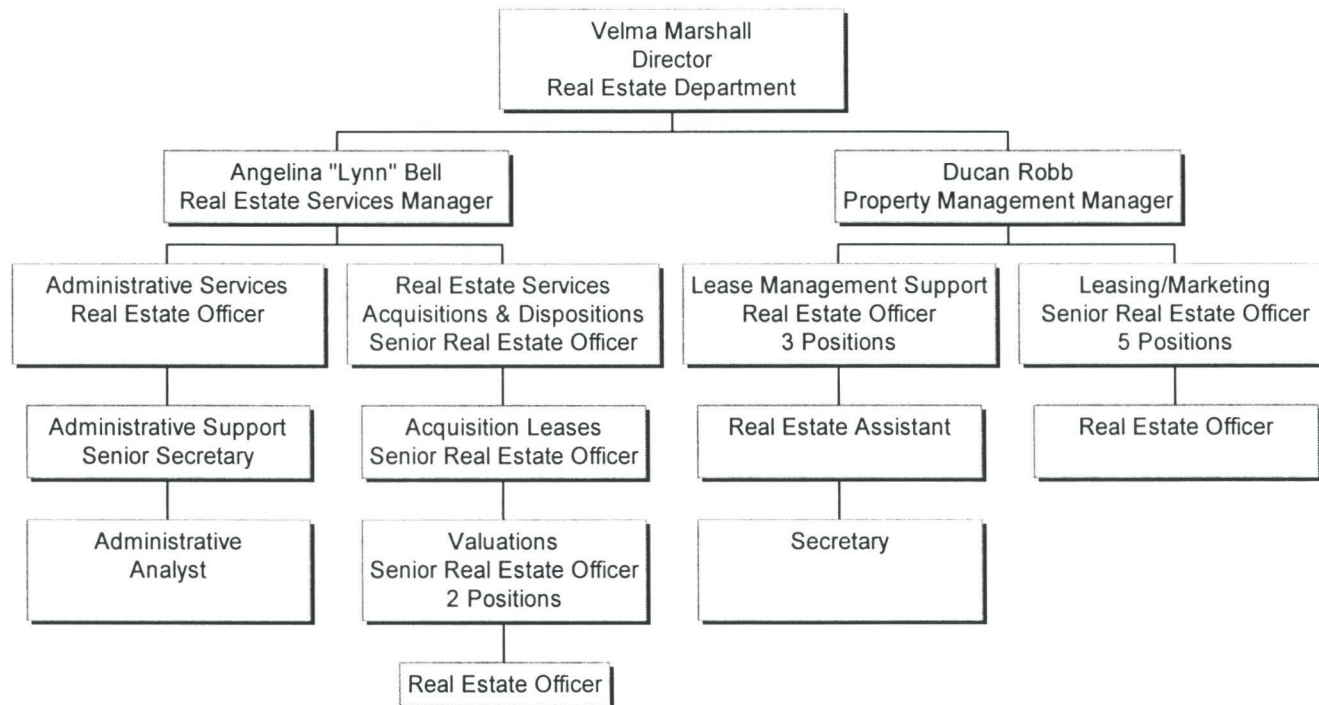 Velma Marshall
Director
Real Estate Department
Angelina "Lynn" Bell
Real Estate Services Manager
Ducan Robb
Property Management Manager
Administrative Services
Real Estate Officer
Real Estate Services
Acquisitions & Dispositions
Senior Real Estate Officer
Lease Management Support
Real Estate Officer
3 Positions
Leasing/Marketing
Senior Real Estate Officer
5 Positions
Administrative Support
Senior Secretary
Acquisition Leases
Senior Real Estate Officer
Real Estate Assistant
Real Estate Officer
Administrative
Analyst
Valuations
Senior Real Estate Officer
2 Positions
Secretary
Real Estate Officer